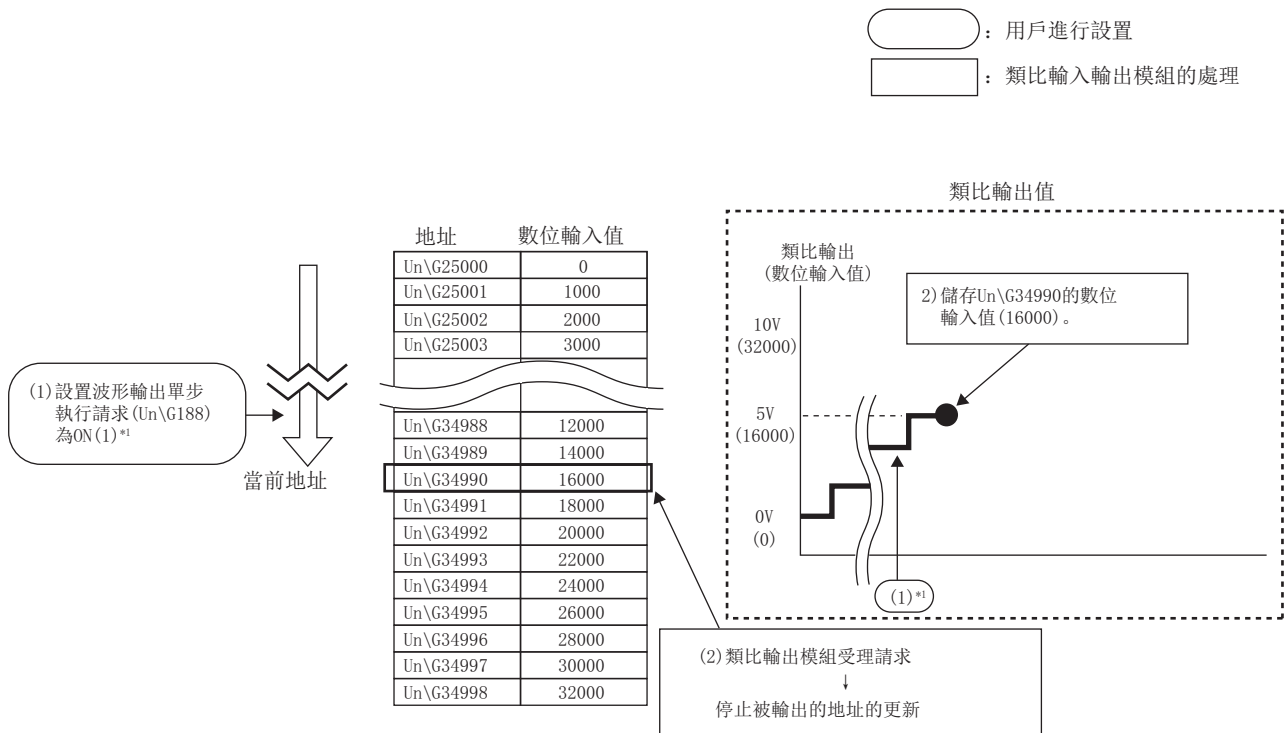 ：用戶進行設置
：類比輸入輸出模組的處理
類比輸出值
地址 數位輸入值
Un\G25000 0
Un\G25001 1000
Un\G25002 2000
Un\G25003 3000
Un\G34988 12000
Un\G34989 14000
Un\G34990 16000
Un\G34991 18000
Un\G34992 20000
Un\G34993 22000
Un\G34994 24000
Un\G34995 26000
Un\G34996 28000
Un\G34997 30000
Un\G34998 32000
(1)設置波形輸出單步
執行請求(Un\G188)
為ON(1)*1
當前地址
類比輸出
(數位輸入值)
10V
(32000)
5V
(16000)
0V
(0)
2)儲存Un\G34990的數位
輸入值(16000)。
(1)*1
(2)類比輸出模組受理請求
↓
停止被輸出的地址的更新